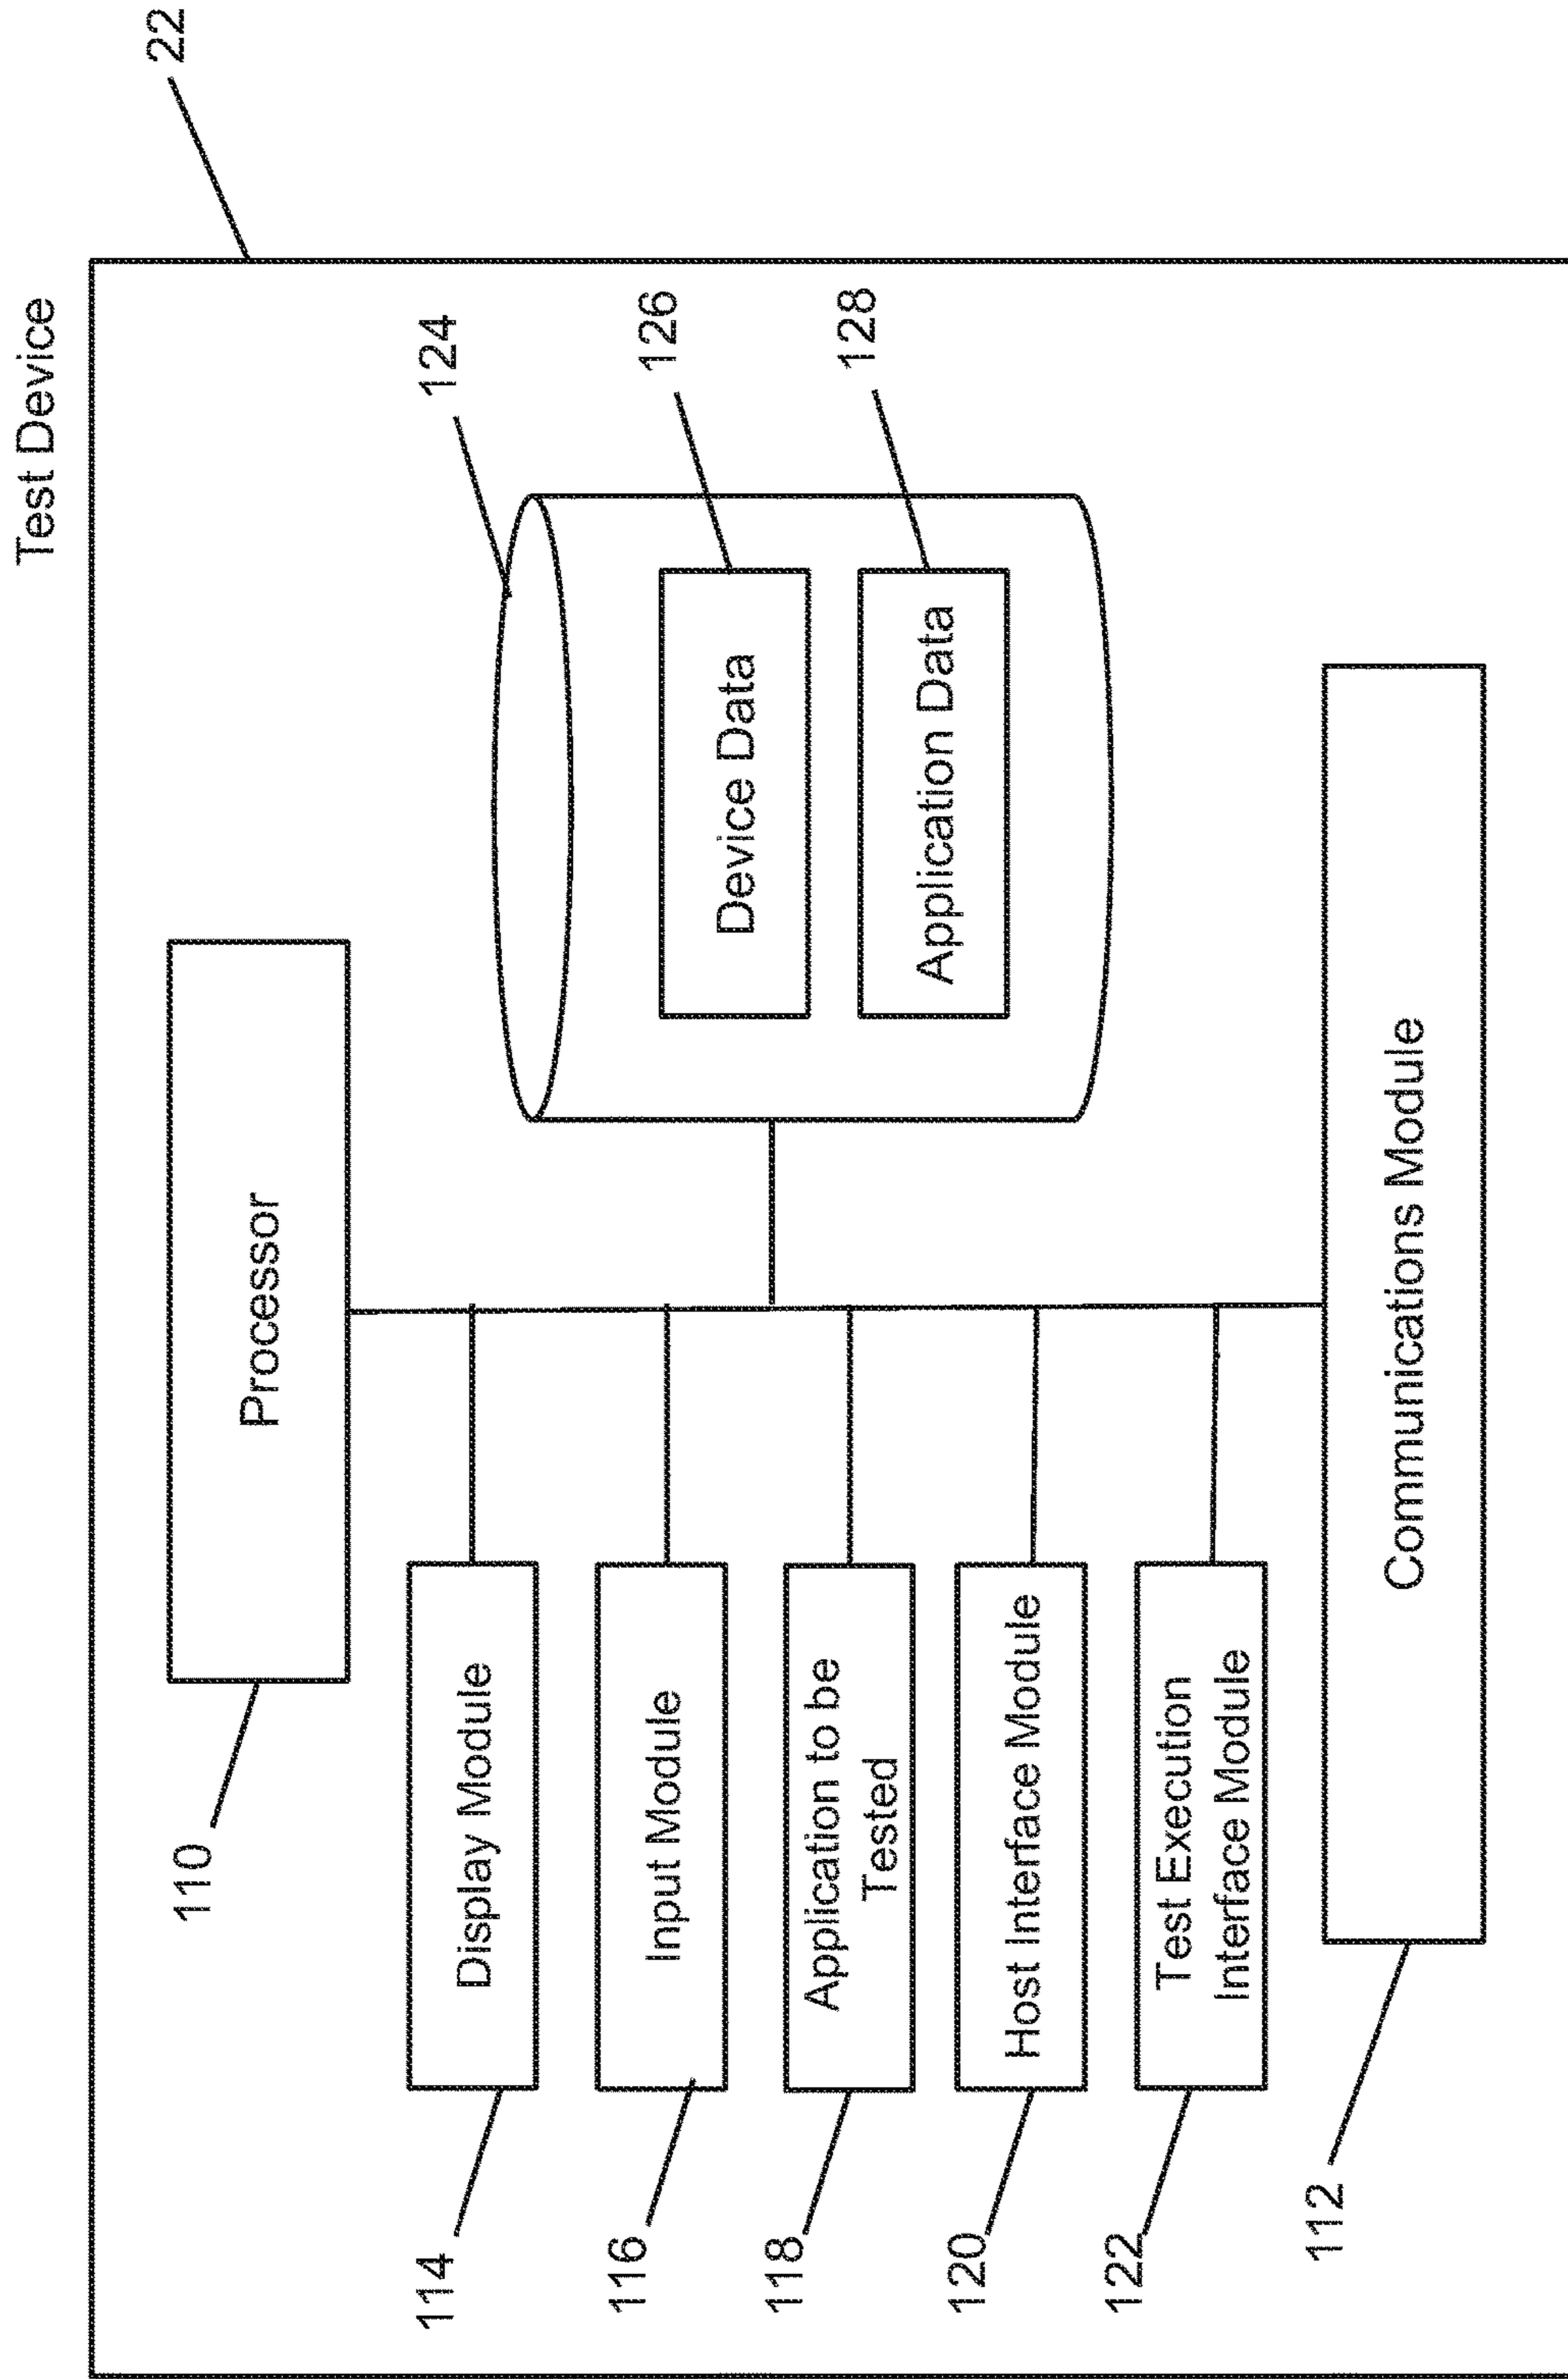 Test Device
22
110
Processor
124
114
Display Module
116
Input Module
126
Device Data
118
Application to be
Tested
128
Application Data
120
Host Interface Module
122
Test Execution
Interface Module
112
Communications Module